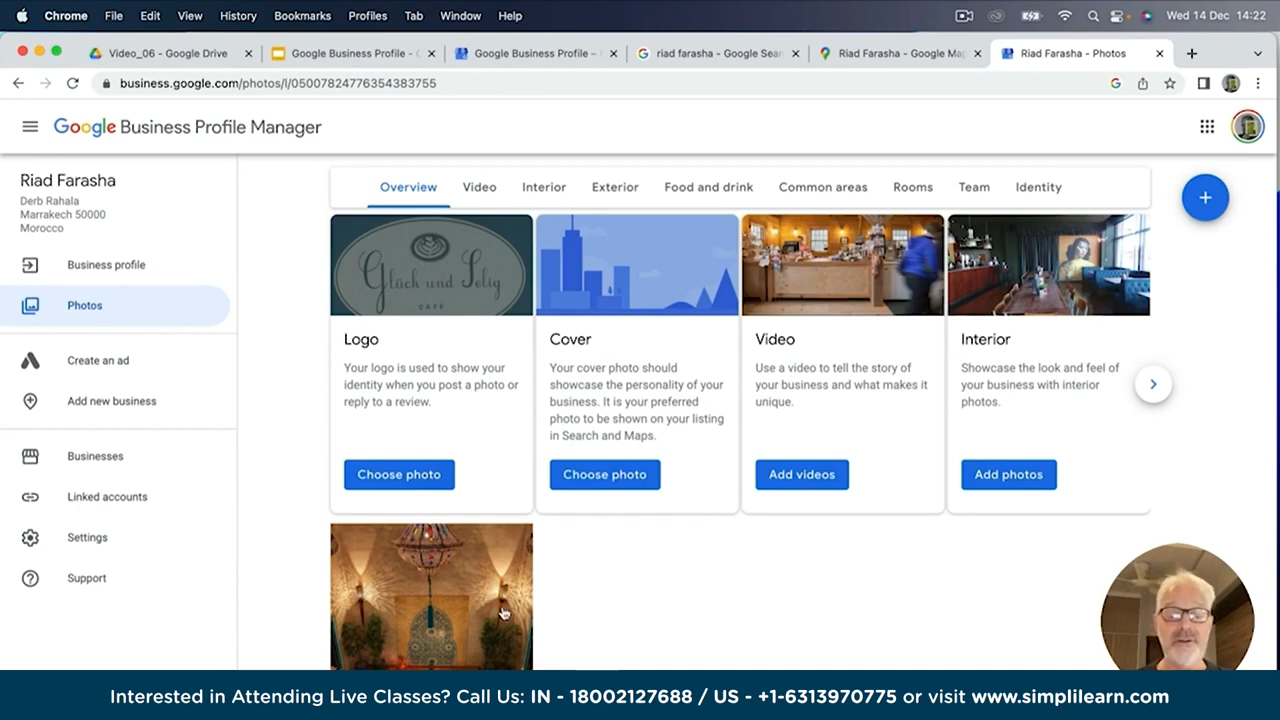 Chrome File Edit View History Bookmarks Profiles Tab Window Help Wed 14 Dec 14:22
Video_06 - Google Drive Google Business Profile - Google Business Profile – riad farasha - Google Sear Riad Farasha - Google Map Riad Farasha - Photos
business.google.com/photos/l/05007824776354383755
Google Business Profile Manager
Riad Farasha
Derb Rahala
Marrakech 50000
Morocco
Business profile
Photos
Create an ad
Add new business
Businesses
Linked accounts
Settings
Support
Overview Video Interior Exterior Food and drink Common areas Rooms Team Identity
Glück und Selig
CAFE
Logo
Your logo is used to show your
identity when you post a photo or
reply to a review.
Choose photo
Cover
Your cover photo should
showcase the personality of your
business. It is your preferred
photo to be shown on your listing
in Search and Maps.
Choose photo
Video
Use a video to tell the story of
your business and what makes it
unique.
Add videos
Interior
Showcase the look and feel of
your business with interior
photos.
Add photos
Interested in Attending Live Classes? Call Us: IN - 18002127688 / US - +1-6313970775 or visit www.simplilearn.com